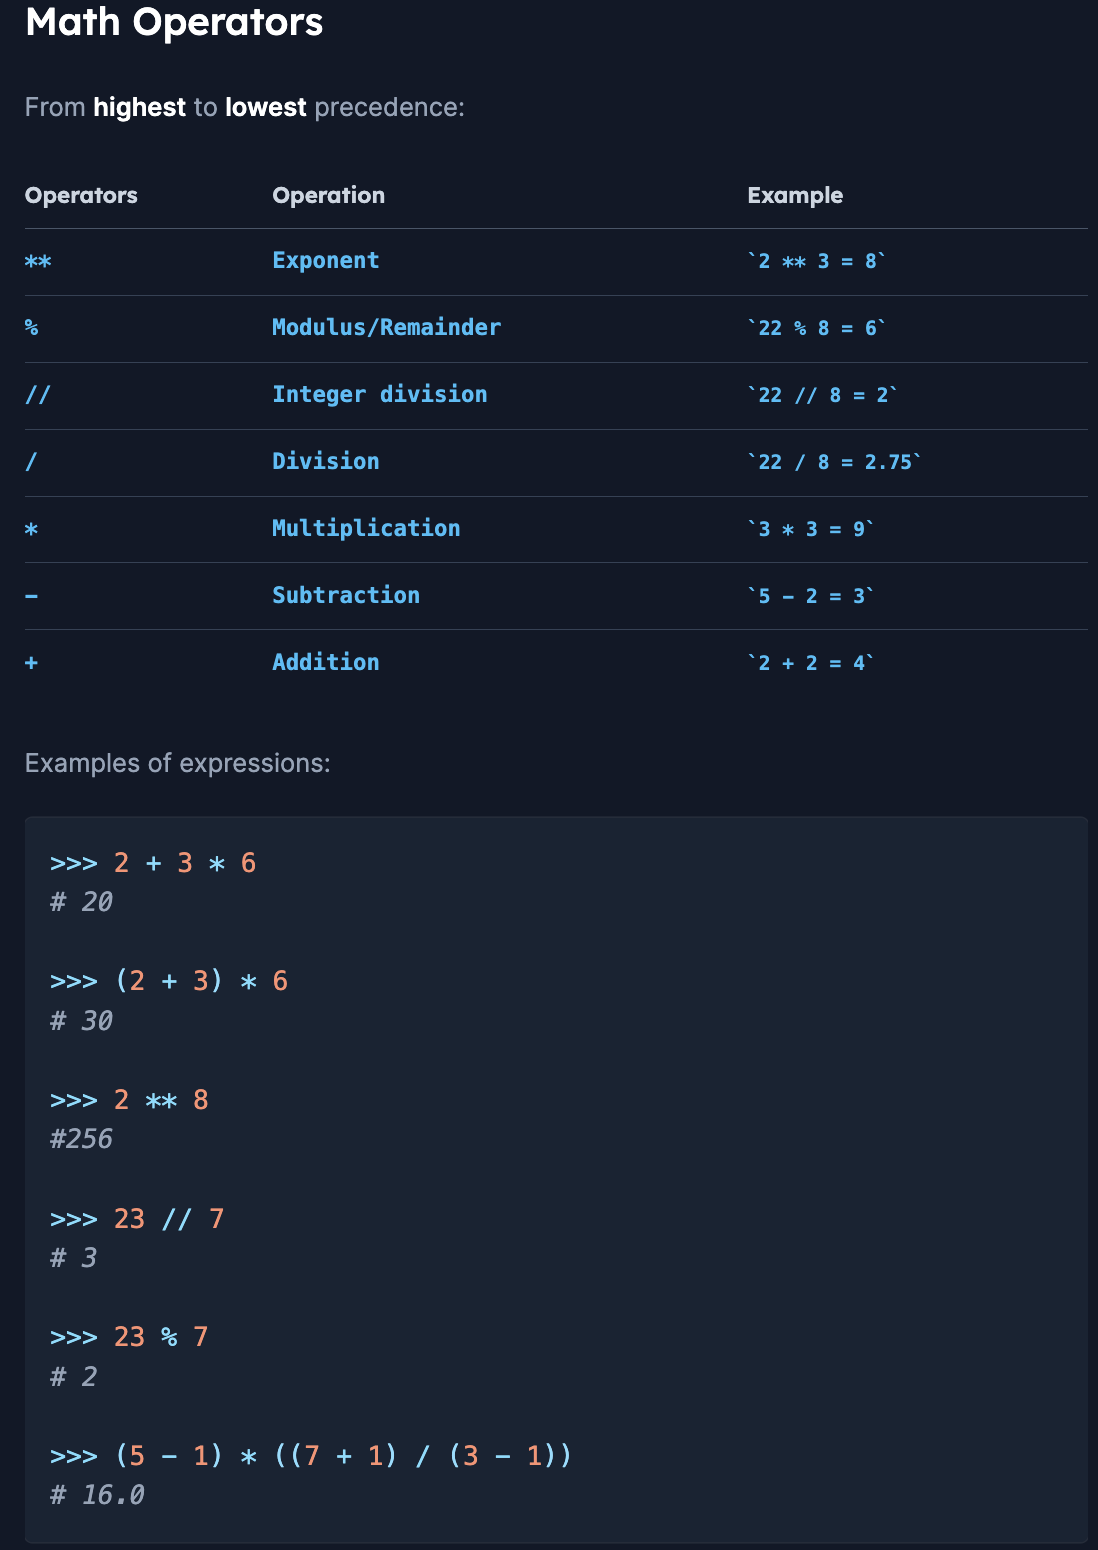 Math Operators
From highest to lowest precedence:
Operators Operation Example
** Exponent `2 ** 3 = 8`
% Modulus/Remainder `22 % 8 = 6`
// Integer division `22 // 8 = 2`
/ Division `22 / 8 = 2.75`
* Multiplication `3 * 3 = 9`
- Subtraction `5 - 2 = 3`
+ Addition `2 + 2 = 4`
Examples of expressions:
>>> 2 + 3 * 6
# 20
>>> (2 + 3) * 6
# 30
>>> 2 ** 8
#256
>>> 23 // 7
# 3
>>> 23 % 7
# 2
>>> (5 - 1) * ((7 + 1) / (3 - 1))
# 16.0